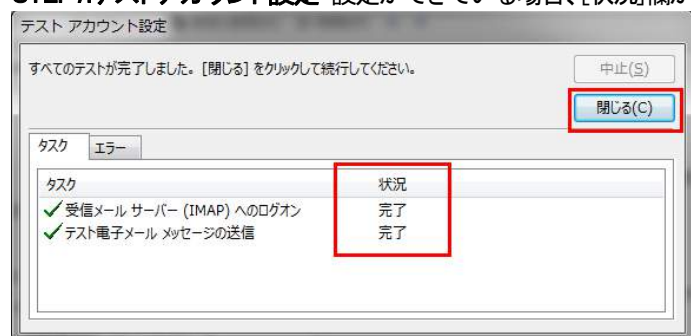 テスト アカウント設定
すべてのテストが完了しました。[閉じる] をクリックして続行してください。
中止(S)
閉じる(C)
タスク エラー
タスク 状況
受信メール サーバー (IMAP) へのログオン 完了
テスト電子メール メッセージの送信 完了